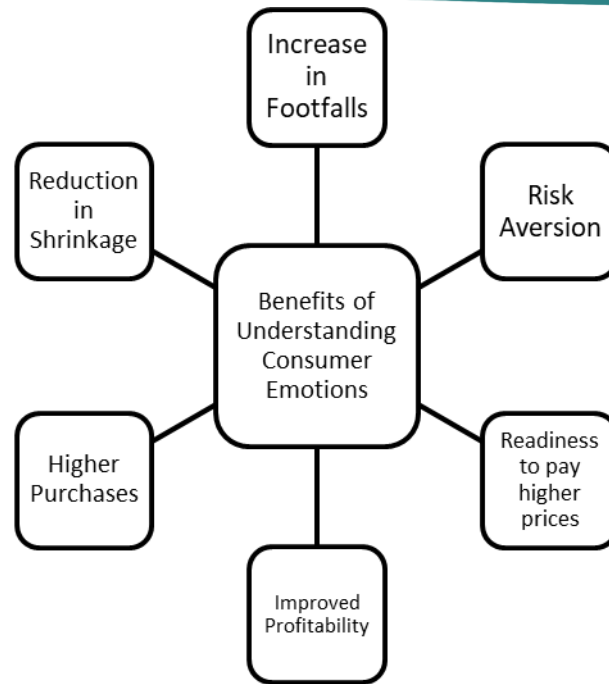 Increase
in
Footfalls
Reduction
in
Shrinkage
Risk
Aversion
Benefits of
Understanding
Consumer
Emotions
Higher
Purchases
Readiness
to pay
higher
prices
Improved
Profitability